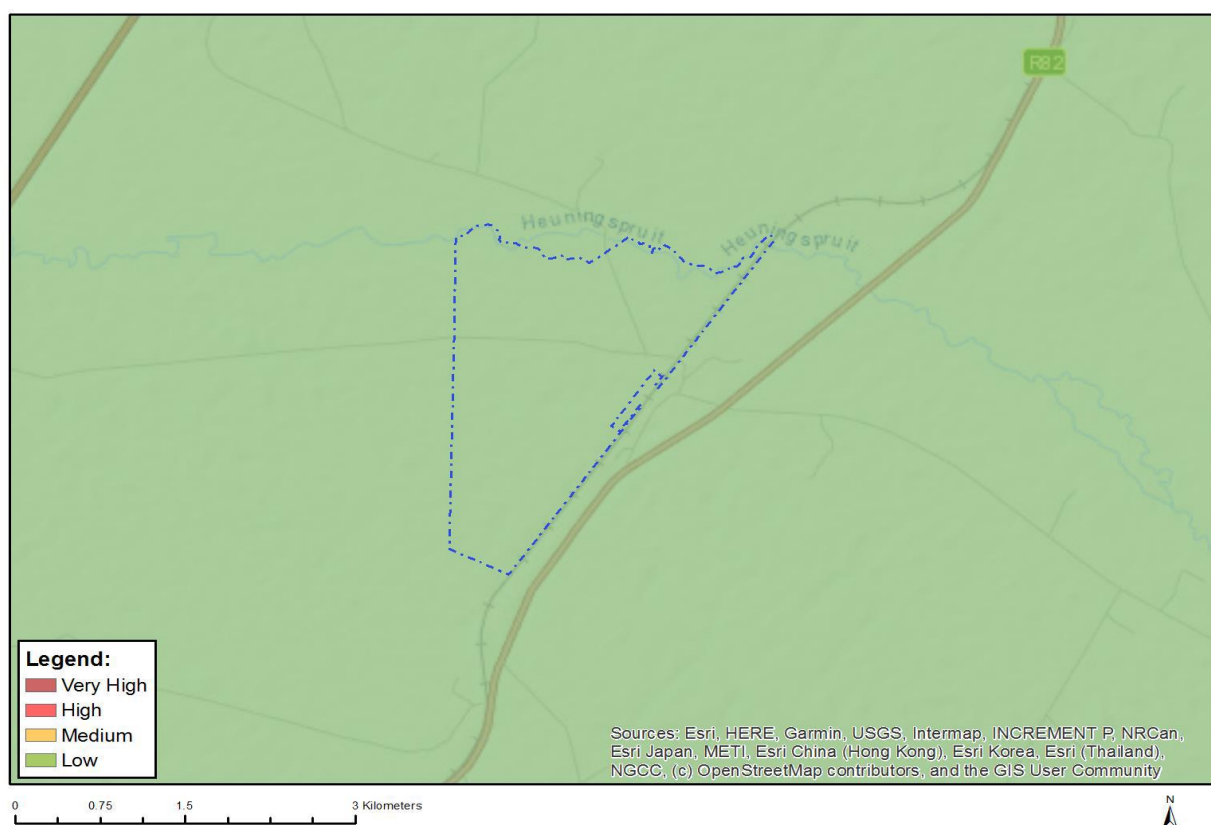 R82
Heuningspruit
Heuningspruit
Legend:
Very High
High
Medium
Low
Sources: Esri, HERE, Garmin, USGS, Intermap, INCREMENT P, NRCan,
Esri Japan, METI, Esri China (Hong Kong), Esri Korea, Esri (Thailand),
NGCC, (c) OpenStreetMap contributors, and the GIS User Community
0 0.75 1.5 3 Kilometers
N